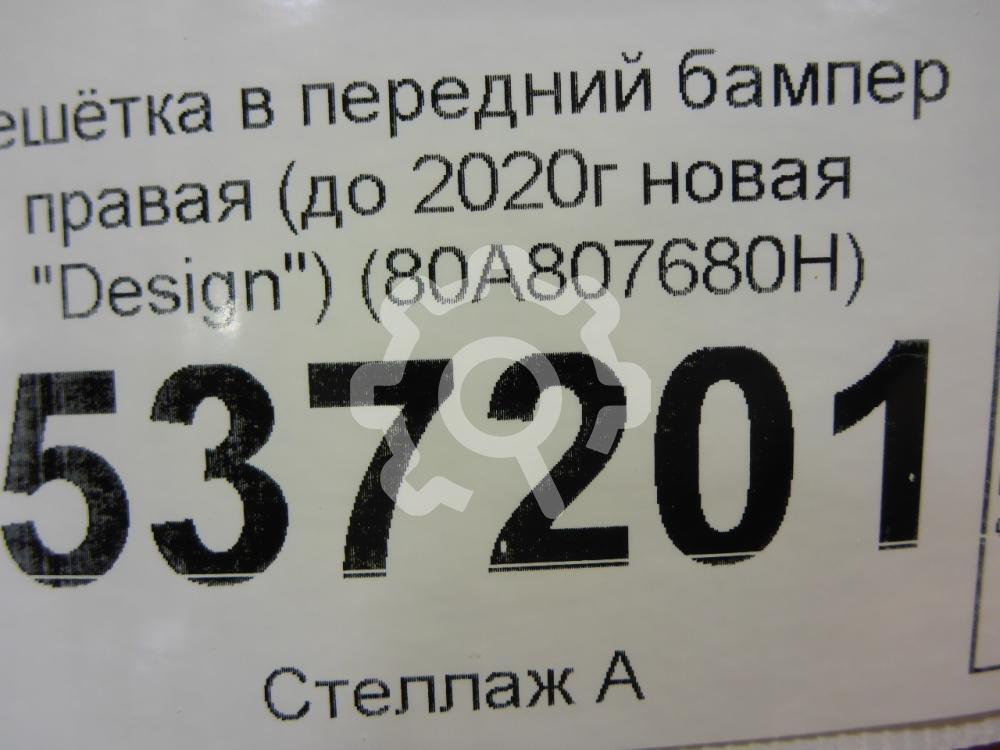 ешётка в передний бампер
правая (до 2020г новая
"Design") (80A807680H)
537201
Стеллаж А